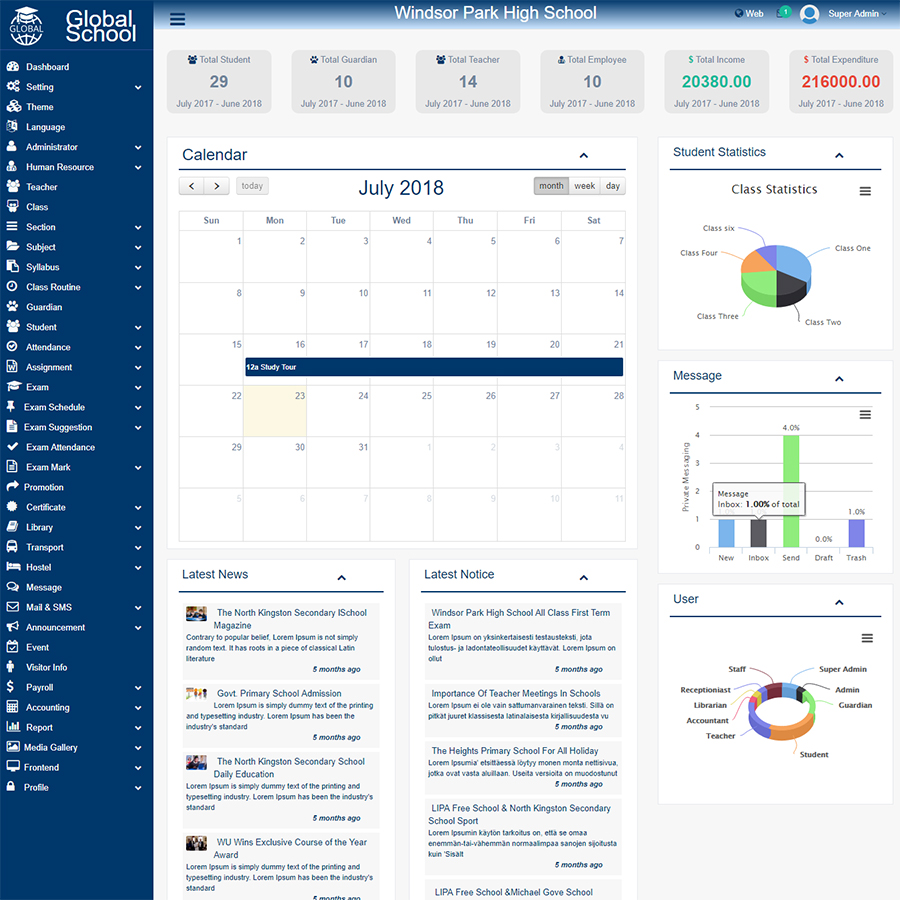 GLOBAL
Global
School
Windsor Park High School
Web
1
Super Admin
Dashboard
Setting
Theme
Language
Administrator
Human Resource
Teacher
Class
Section
Subject
Syllabus
Class Routine
Guardian
Student
Attendance
Assignment
Exam
Exam Schedule
Exam Suggestion
Exam Attendance
Exam Mark
Promotion
Certificate
Library
Transport
Hostel
Message
Mail & SMS
Announcement
Event
Visitor Info
Payroll
Accounting
Report
Media Gallery
Frontend
Profile
Total Student
29
July 2017 - June 2018
Total Guardian
10
July 2017 - June 2018
Total Teacher
14
July 2017 - June 2018
Total Employee
10
July 2017 - June 2018
$ Total Income
20380.00
July 2017 - June 2018
$ Total Expenditure
216000.00
July 2017 - June 2018
Calendar
today
July 2018
month week day
Sun Mon Tue Wed Thu Fri Sat
1 2 3 4 5 6 7
8 9 10 11 12 13 14
15 16 17 18 19 20 21
12a Study Tour
22 23 24 25 26 27 28
29 30 31 1 2 3 4
5 6 7 8 9 10 11
Student Statistics
Class Statistics
Class six
Class One
Class Four
Class Three
Class Two
Message
5
4
3
2
1
0
Private Messaging
4.0%
Message
Inbox: 1.00% of total
0.0%
1.0%
New Inbox Send Draft Trash
User
Staff
Super Admin
Receptioniast
Admin
Librarian
Guardian
Accountant
Teacher
Student
Latest News
The North Kingston Secondary ISchool
Magazine
Contrary to popular belief, Lorem Ipsum is not simply
random text. It has roots in a piece of classical Latin
literature
5 months ago
Govt. Primary School Admission
Lorem Ipsum is simply dummy text of the printing
and typesetting industry. Lorem Ipsum has been the
industry's standard
5 months ago
The North Kingston Secondary School
Daily Education
Lorem Ipsum is simply dummy text of the printing and
typesetting industry. Lorem Ipsum has been the industry's
standard
5 months ago
WU Wins Exclusive Course of the Year
Award
Lorem Ipsum is simply dummy text of the printing and
typesetting industry. Lorem Ipsum has been the industry's
standard
5 months ago
Latest Notice
Windsor Park High School All Class First Term
Exam
Lorem Ipsum on yksinkertaisesti testausteksti, jota
tulostus- ja ladontateollisuudet käyttävät. Lorem Ipsum on
ollut
5 months ago
Importance Of Teacher Meetings In Schools
Lorem Ipsum ei ole vain sattumanvarainen teksti. Sillä on
pitkät juuret klassisesta latinalaisesta kirjallisuudesta vu
5 months ago
The Heights Primary School For All Holiday
Lorem Ipsumia' etsittäessä löytyy monen monta nettisivua,
jotka ovat vasta aluillaan. Useita versioita on muodostunut
5 months ago
LIPA Free School & North Kingston Secondary
School Sport
Lorem Ipsumin käytön tarkoitus on, että se omaa
enemmän-tai-vähemmän normaalimpaa sanojen sijoitusta
kuin 'Sisält
5 months ago
LIPA Free School &Michael Gove School